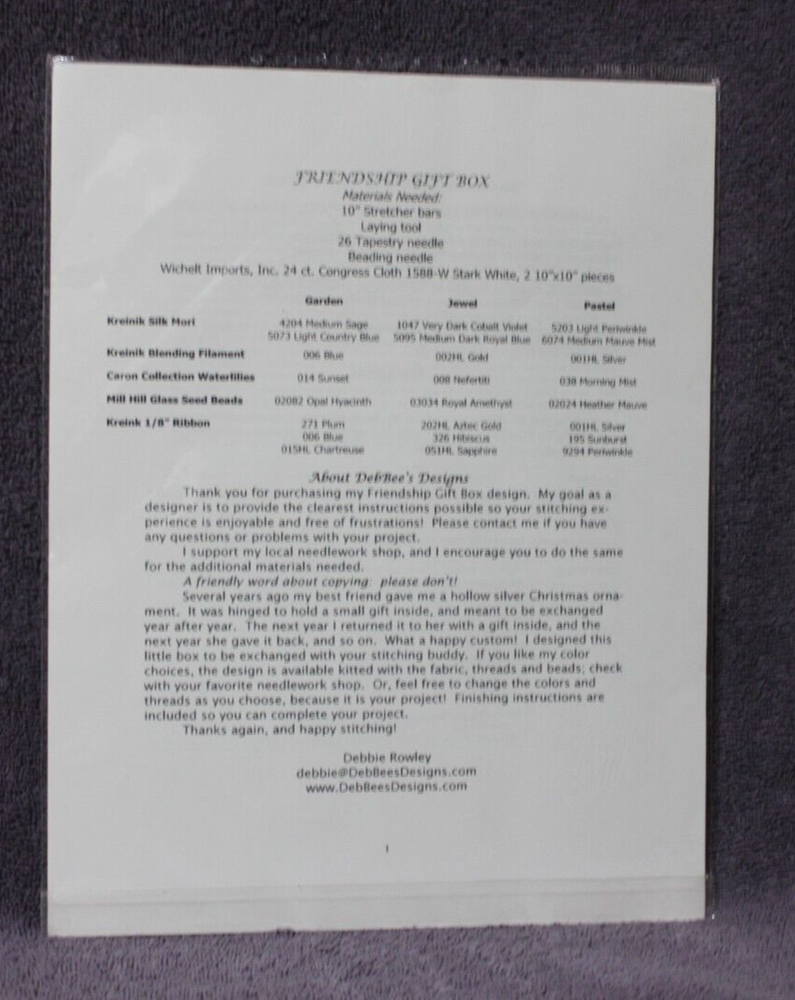 FRIENDSHIP GIFT BOX
Materials Needed:
10" Stretcher bars
Laying tool
26 Tapestry needle
Beading needle
Wichelt Imports, Inc. 24 ct. Congress Cloth 1588-W Stark White, 2 10"x10" pieces
Garden Jewel Pastel
Kreinik Silk Mori 4204 Medium Sage 1047 Very Dark Cobalt Violet 5203 Light Periwinkle
5073 Light Country Blue 5095 Medium Dark Royal Blue 6074 Medium Mauve Mist
Kreinik Blending Filament 006 Blue 002HL Gold 001HL Silver
Caron Collection Waterlilies 014 Sunset 008 Nefertiti 038 Morning Mist
Mill Hill Glass Seed Beads 02082 Opal Hyacinth 03034 Royal Amethyst 02024 Heather Mauve
Kreink 1/8" Ribbon 271 Plum 202HL Aztec Gold 001HL Silver
006 Blue 326 Hibiscus 195 Sunburst
015HL Chartreuse 051HL Sapphire 9294 Periwinkle
About DebBee's Designs
Thank you for purchasing my Friendship Gift Box design. My goal as a
designer is to provide the clearest instructions possible so your stitching ex-
perience is enjoyable and free of frustrations! Please contact me if you have
any questions or problems with your project.
I support my local needlework shop, and I encourage you to do the same
for the additional materials needed.
A friendly word about copying: please don't!
Several years ago my best friend gave me a hollow silver Christmas orna-
ment. It was hinged to hold a small gift inside, and meant to be exchanged
year after year. The next year I returned it to her with a gift inside, and the
next year she gave it back, and so on. What a happy custom! I designed this
little box to be exchanged with your stitching buddy. If you like my color
choices, the design is available kitted with the fabric, threads and beads; check
with your favorite needlework shop. Or, feel free to change the colors and
threads as you choose, because it is your project! Finishing instructions are
included so you can complete your project.
Thanks again, and happy stitching!
Debbie Rowley
debbie@DebBeesDesigns.com
www.DebBeesDesigns.com
1